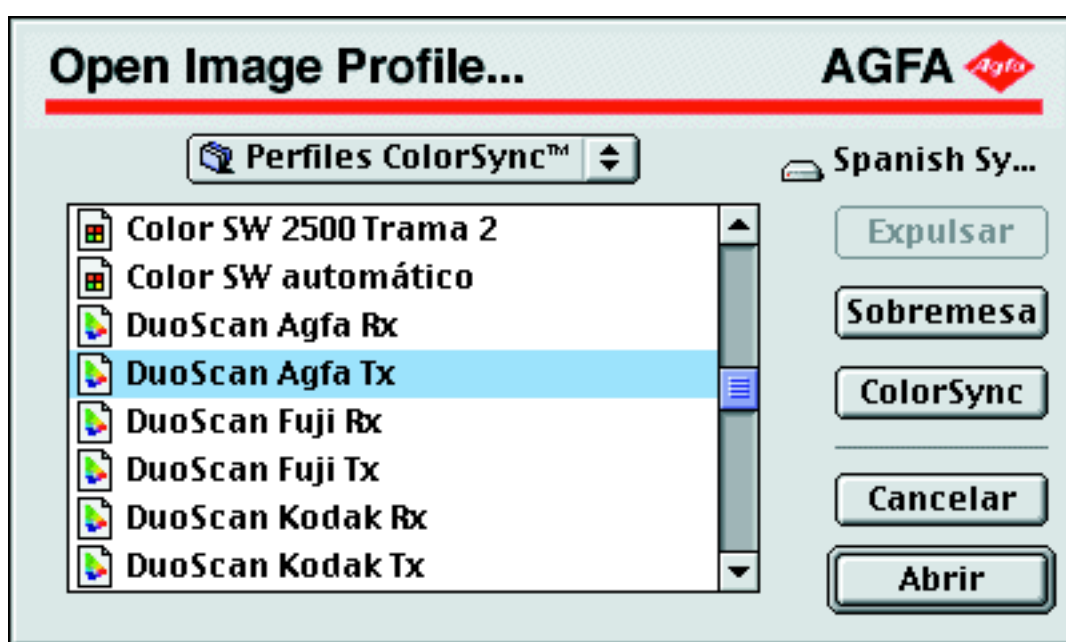 Open Image Profile...
AGFA Agfa
Perfiles ColorSync™
Spanish Sy...
Color SW 2500 Trama 2
Color SW automático
DuoScan Agfa Rx
DuoScan Agfa Tx
DuoScan Fuji Rx
DuoScan Fuji Tx
DuoScan Kodak Rx
DuoScan Kodak Tx
Expulsar
Sobremesa
ColorSync
Cancelar
Abrir